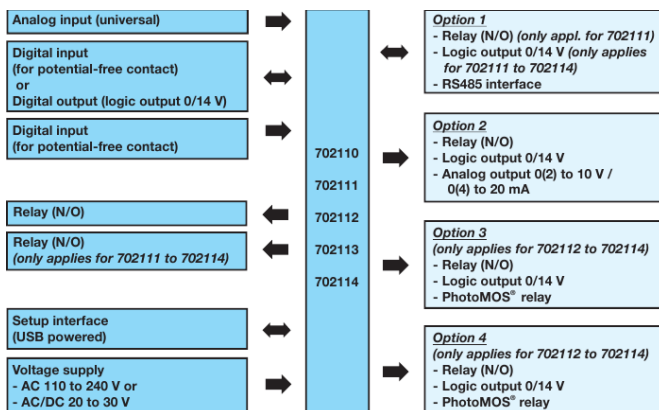 Analog input (universal)
Digital input
(for potential-free contact)
or
Digital output (logic output 0/14 V)
Digital input
(for potential-free contact)
Relay (N/O)
Relay (N/O)
(only applies for 702111 to 702114)
Setup interface
(USB powered)
Voltage supply
- AC 110 to 240 V or
- AC/DC 20 to 30 V
702110
702111
702112
702113
702114
Option 1
- Relay (N/O) (only appl. for 702111)
- Logic output 0/14 V (only applies
for 702111 to 702114)
- RS485 interface
Option 2
- Relay (N/O)
- Logic output 0/14 V
- Analog output 0(2) to 10 V /
0(4) to 20 mA
Option 3
(only applies for 702112 to 702114)
- Relay (N/O)
- Logic output 0/14 V
- PhotoMOS® relay
Option 4
(only applies for 702112 to 702114)
- Relay (N/O)
- Logic output 0/14 V
- PhotoMOS® relay